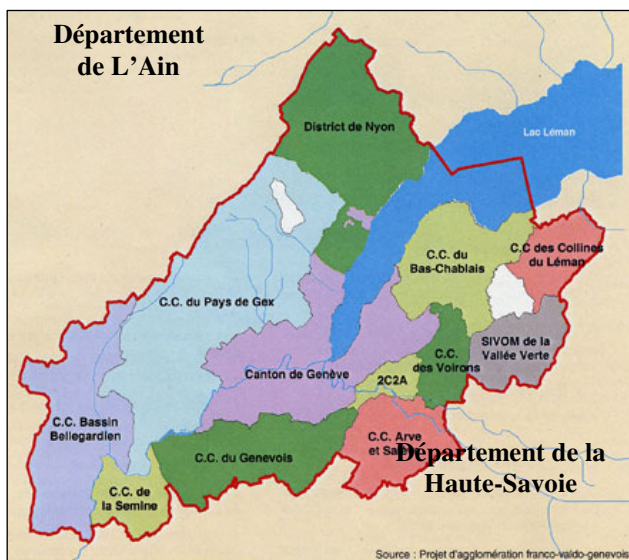 Département
de L'Ain
District de Nyon
Lac Léman
C.C. du
Bas-Chablais
C.C des Collines
du Léman
C.C. du Pays de Gex
SIVOM de la
Vallée Verte
C.C.
des Voirons
Canton de Genève
2C2A
C.C. Bassin
Bellegardien
C.C. Arve
et Salève
C.C. du Genevois
Département de la
Haute-Savoie
C.C. de
la Semine
Source : Projet d'agglomération franco-valdo-genevois